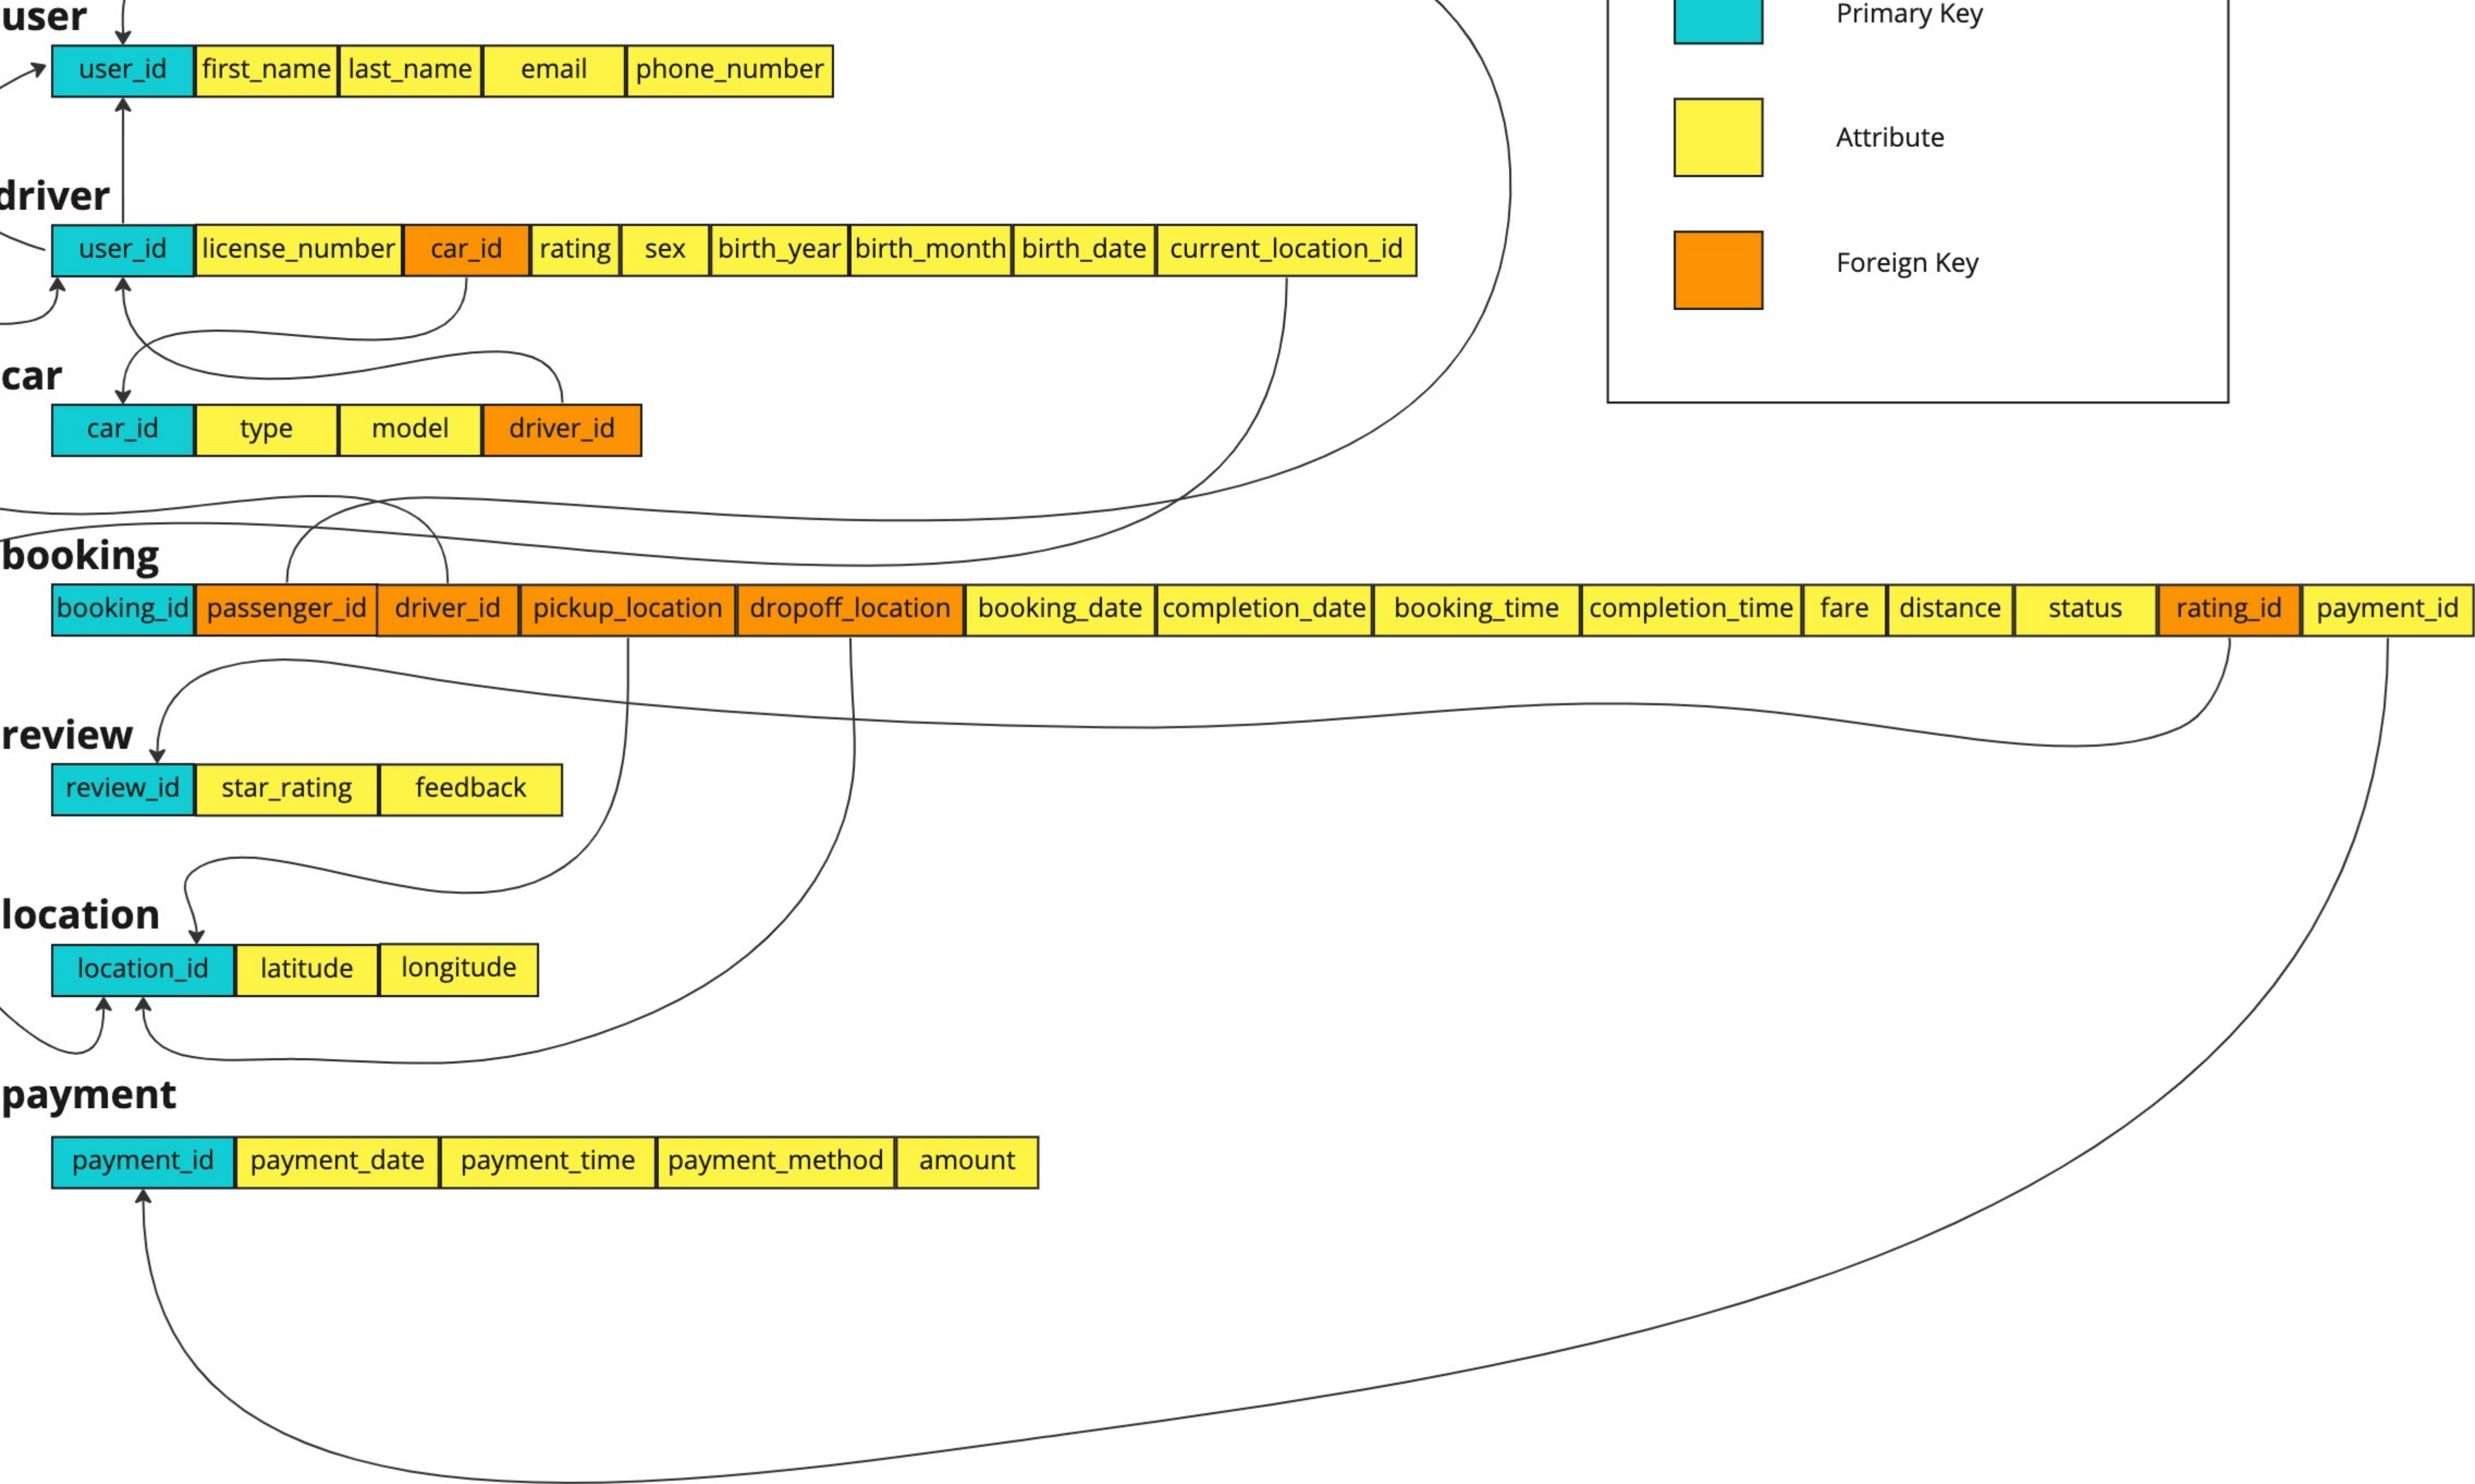 user
user_id first_name last_name email phone_number
driver
user_id license_number car_id rating sex birth_year birth_month birth_date current_location_id
car
car_id type model driver_id
booking
booking_id passenger_id driver_id pickup_location dropoff_location booking_date completion_date booking_time completion_time fare distance status rating_id payment_id
review
review_id star_rating feedback
location
location_id latitude longitude
payment
payment_id payment_date payment_time payment_method amount
Primary Key
Attribute
Foreign Key